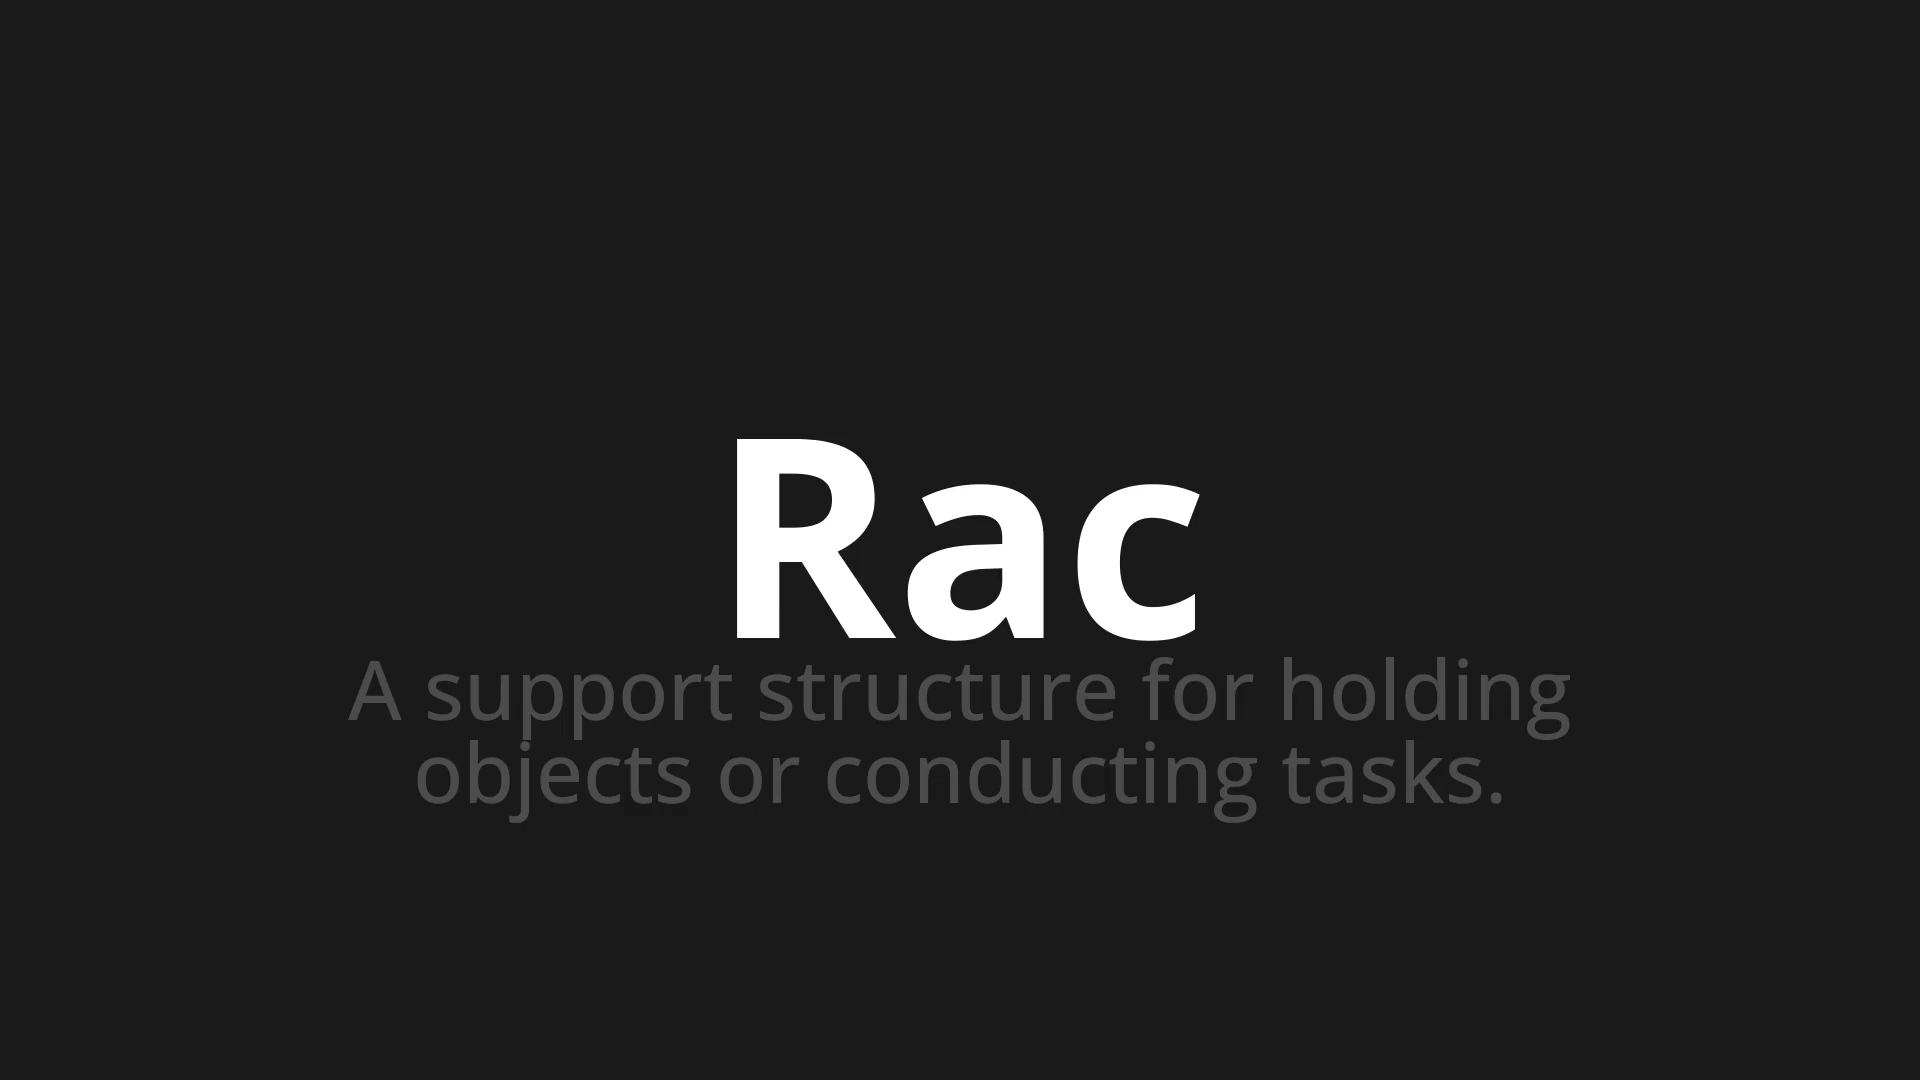 Rac
A support structure for holding
objects or conducting tasks.